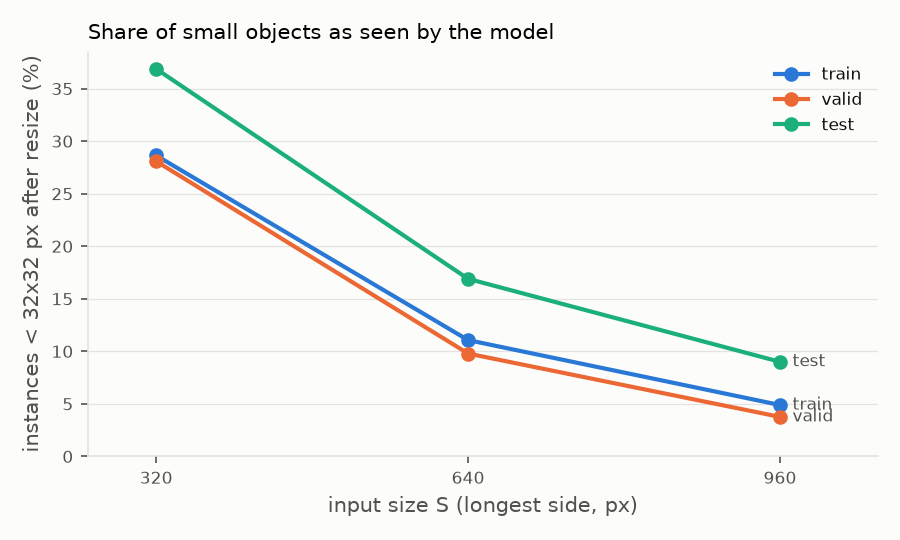 Share of small objects as seen by the model
instances < 32x32 px after resize (%)
35
30
25
20
15
10
5
0
train
valid
test
test
train
valid
320
640
960
input size S (longest side, px)